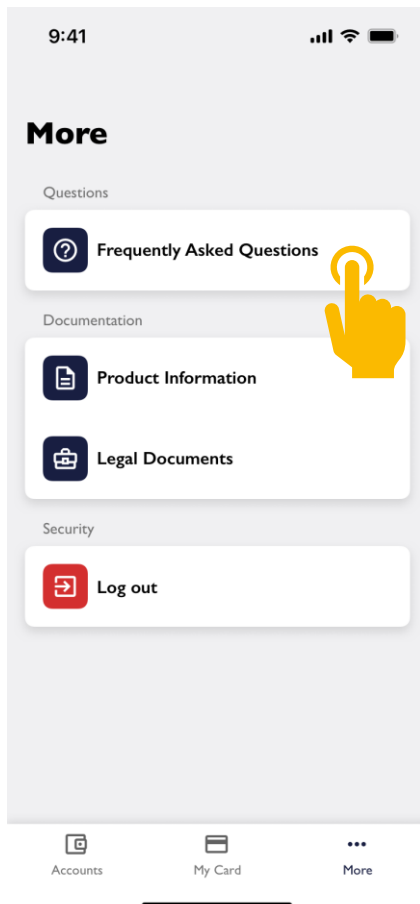 9:41
More
Questions
Frequently Asked Questions
Documentation
Product Information
Legal Documents
Security
Log out
Accounts
My Card
More